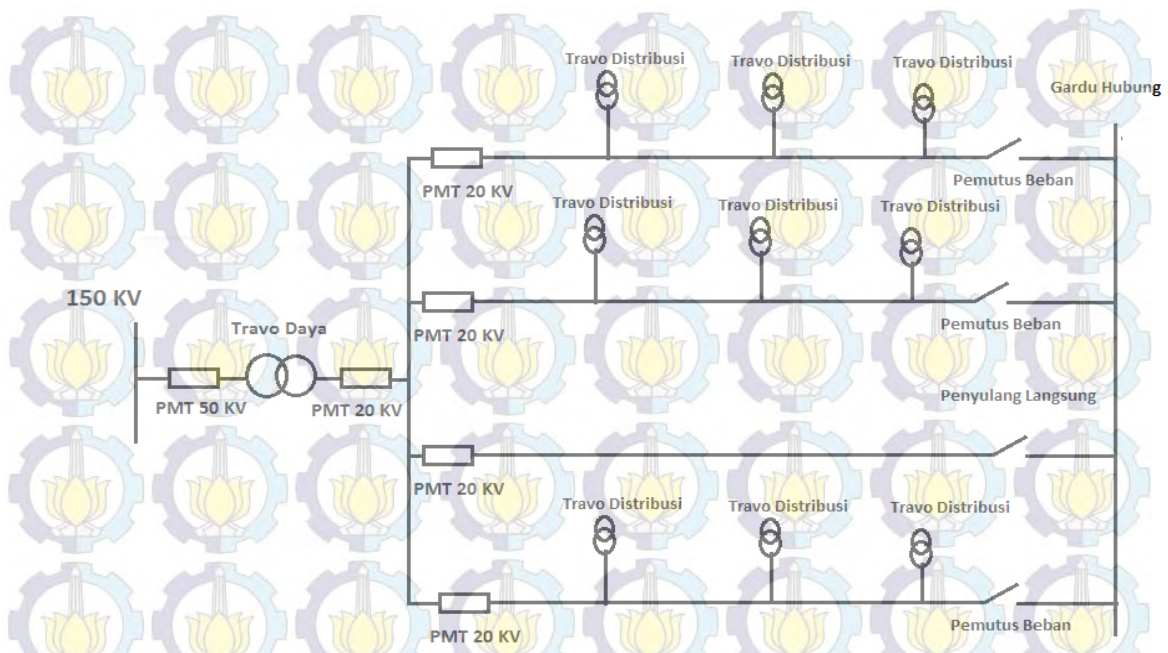 Travo Distribusi
Travo Distribusi
Travo Distribusi
Gardu Hubung
PMT 20 KV
Pemutus Beban
Travo Distribusi
Travo Distribusi
Travo Distribusi
150 KV
Travo Daya
PMT 20 KV
Pemutus Beban
PMT 50 KV
PMT 20 KV
Penyulang Langsung
PMT 20 KV
Travo Distribusi
Travo Distribusi
Travo Distribusi
PMT 20 KV
Pemutus Beban